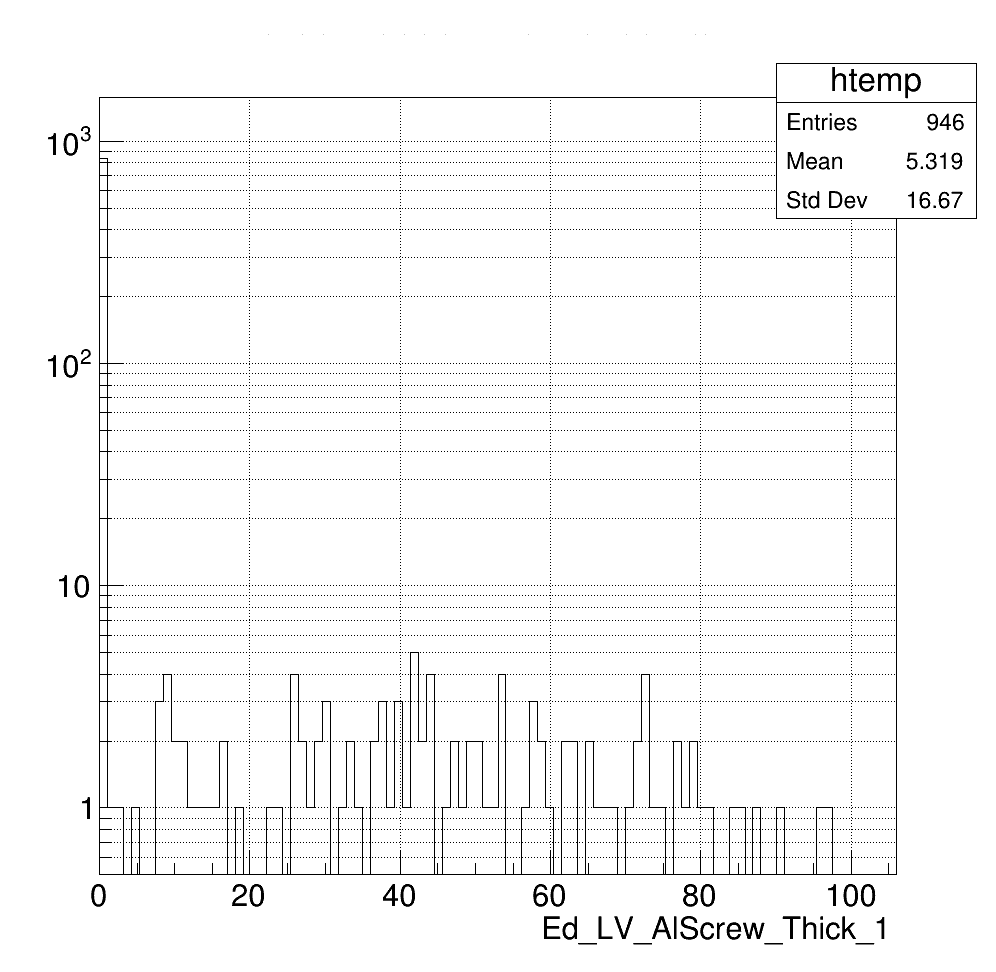 htemp
Entries 946
Mean 5.319
Std Dev 16.67
10³
10²
10
1
0 20 40 60 80 100
Ed_LV_AlScrew_Thick_1